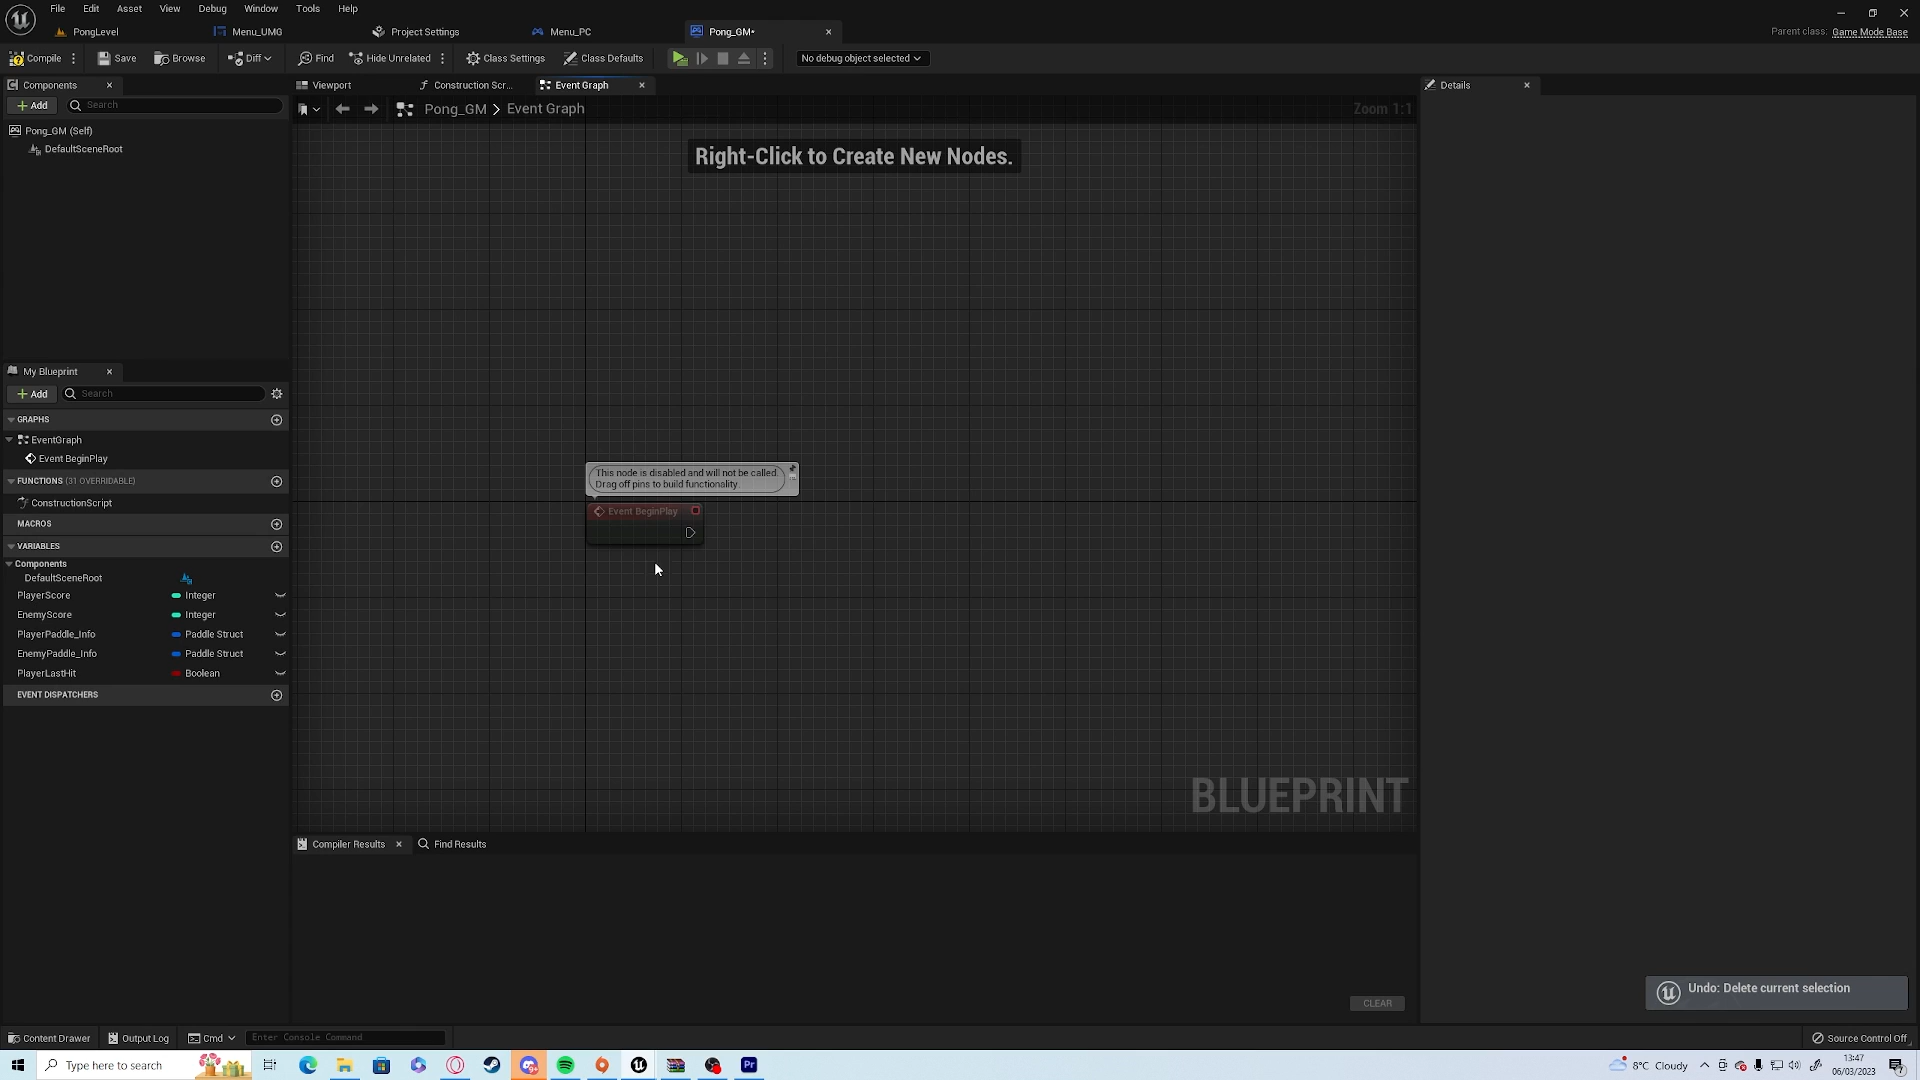 File Edit Asset View Debug Window Tools Help
PongLevel Menu_UMG Project Settings Menu_PC Pong_GM*
Parent class: Game Mode Base
Compile Save Browse Diff Find Hide Unrelated Class Settings Class Defaults No debug object selected
Components
Viewport Construction Scr... Event Graph
Details
Add Search
Pong_GM > Event Graph
Zoom 1:1
Pong_GM (Self)
DefaultSceneRoot
Right-Click to Create New Nodes.
My Blueprint
Add Search
GRAPHS
EventGraph
Event BeginPlay
FUNCTIONS (31 OVERRIDABLE)
ConstructionScript
MACROS
VARIABLES
Components
DefaultSceneRoot
PlayerScore Integer
EnemyScore Integer
PlayerPaddle_Info Paddle Struct
EnemyPaddle_Info Paddle Struct
PlayerLastHit Boolean
EVENT DISPATCHERS
This node is disabled and will not be called.
Drag off pins to build functionality.
Event BeginPlay
BLUEPRINT
Compiler Results Find Results
CLEAR
Undo: Delete current selection
Content Drawer Output Log Cmd Enter Console Command Source Control Off
Type here to search
Pr
8°C Cloudy
13:47
06/03/2023